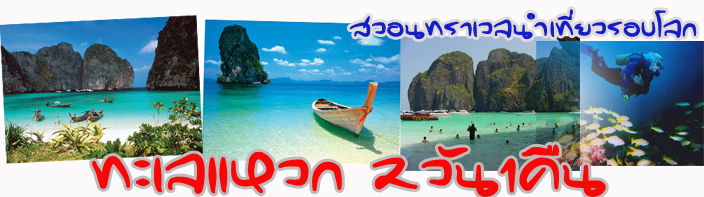 สวอนทราเวลนำเที่ยวรอบโลก
ทะเลแหวก 2วัน1คืน